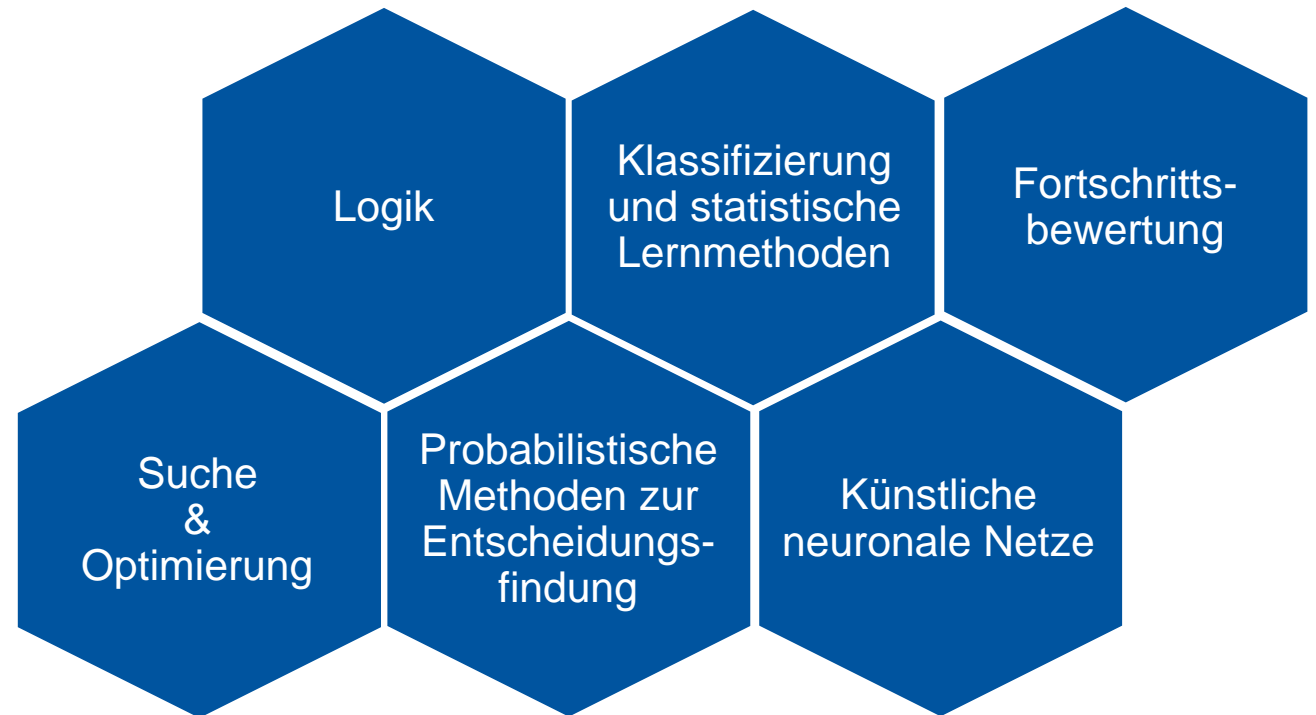 Logik
Klassifizierung
und statistische
Lernmethoden
Fortschritts-
bewertung
Suche
&
Optimierung
Probabilistische
Methoden zur
Entscheidungs-
findung
Künstliche
neuronale Netze